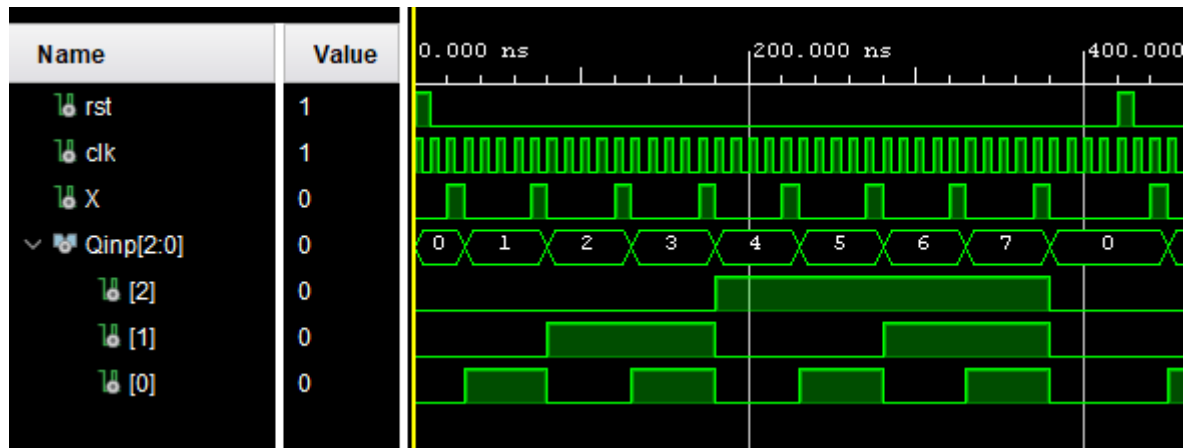 Name Value 0.000 ns 200.000 ns 400.000
rst 1
clk 1
X 0
Qinp[2:0] 0 0 1 2 3 4 5 6 7 0
[2] 0
[1] 0
[0] 0